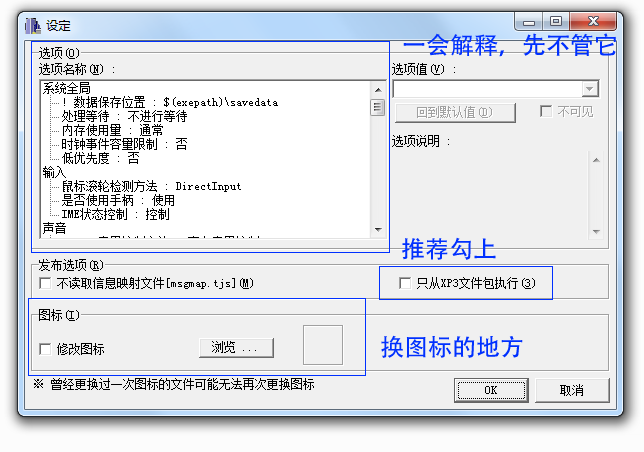 设定
一会解释，先不管它
选项(O)
选项名称(N) :
系统全局
! 数据保存位置 : $(exepath)\savedata
处理等待 : 不进行等待
内存使用量 : 通常
时钟事件容量限制 : 否
低优先度 : 否
输入
鼠标滚轮检测方法 : DirectInput
是否使用手柄 : 使用
IME状态控制 : 控制
声音
选项值(V) :
回到默认值(D)
不可见
选项说明 :
推荐勾上
发布选项(R)
不读取信息映射文件[msgmap.tjs](M)
只从XP3文件包执行(3)
图标(I)
修改图标
浏览 ...
换图标的地方
※ 曾经更换过一次图标的文件可能无法再次更换图标
OK
取消